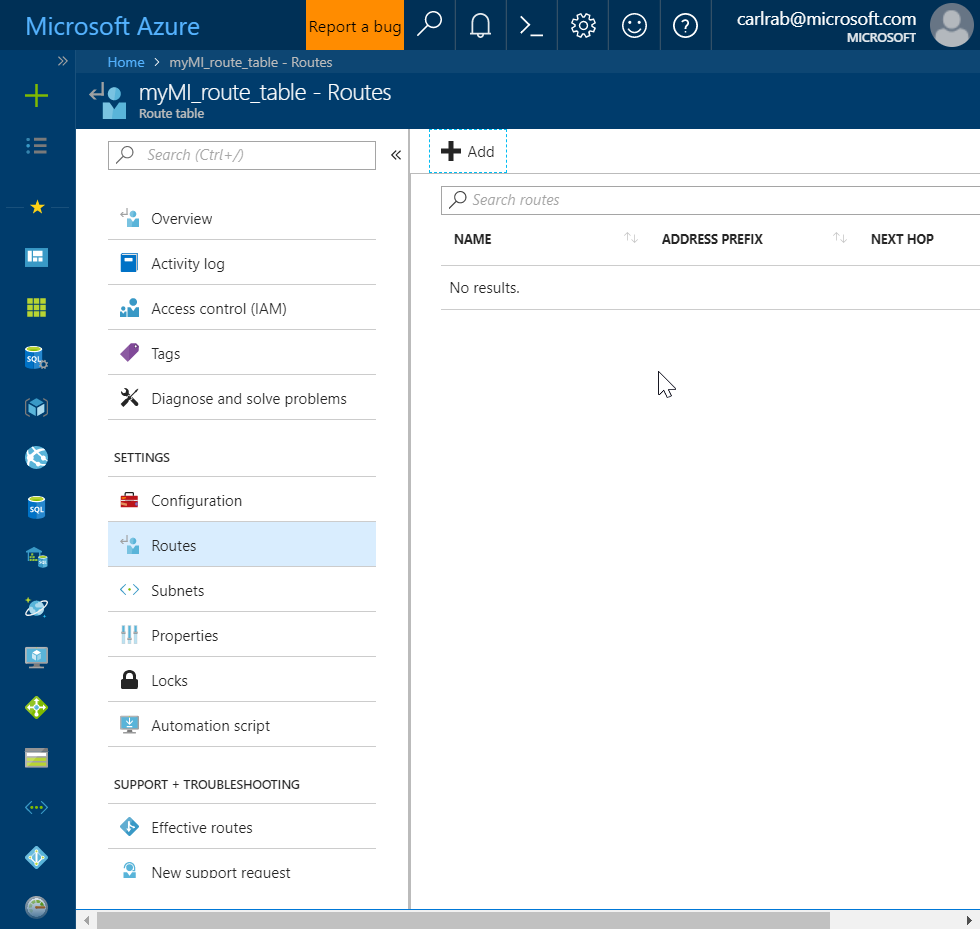 Microsoft Azure
Report a bug
carlrab@microsoft.com
MICROSOFT
Home > myMI_route_table - Routes
myMI_route_table - Routes
Route table
Search (Ctrl+/)
Overview
Activity log
Access control (IAM)
Tags
Diagnose and solve problems
SETTINGS
Configuration
Routes
Subnets
Properties
Locks
Automation script
SUPPORT + TROUBLESHOOTING
Effective routes
New support request
Add
Search routes
NAME
ADDRESS PREFIX
NEXT HOP
No results.
SQL
SQL